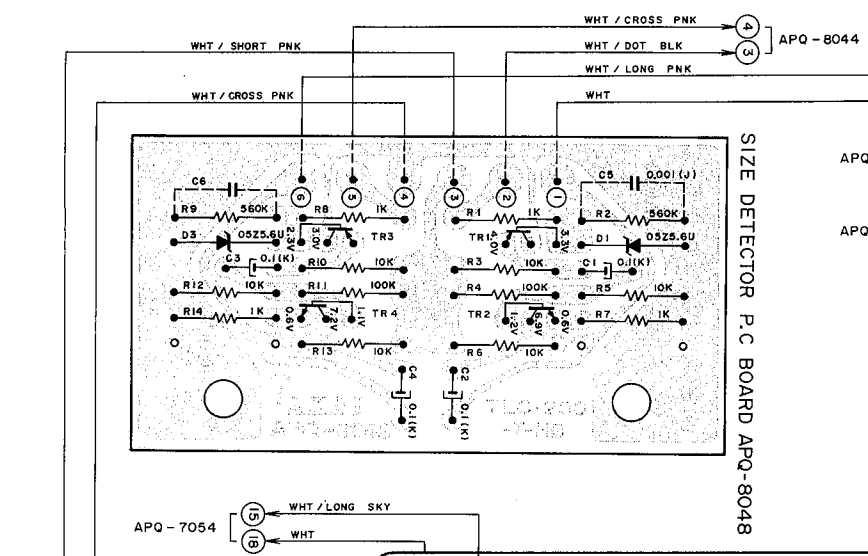 WHT / CROSS PNK
4
APQ - 8044
WHT / SHORT PNK
WHT / DOT BLK
3
WHT / LONG PNK
WHT / CROSS PNK
WHT
APQ
APQ
SIZE DETECTOR P.C BOARD APQ-8048
C6
6
5
4
3
2
1
C5 0.001(J)
R9 560K
R8 1K
R1 1K
R2 560K
D3 05Z5.6U
2.3V
3.0V
TR3
TR1
4.0V
3.3V
D1 05Z5.6U
C3 0.1(K)
R10 10K
R3 10K
C1 0.1(K)
R12 10K
R11 100K
R4 100K
R5 10K
R14 1K
0.6V
7.2V
1.1V
TR4
TR2
1.2V
6.9V
0.6V
R7 1K
R13 10K
R6 10K
C4
0.1(K)
C2
0.1(K)
APQ - 7054
15
WHT / LONG SKY
18
WHT